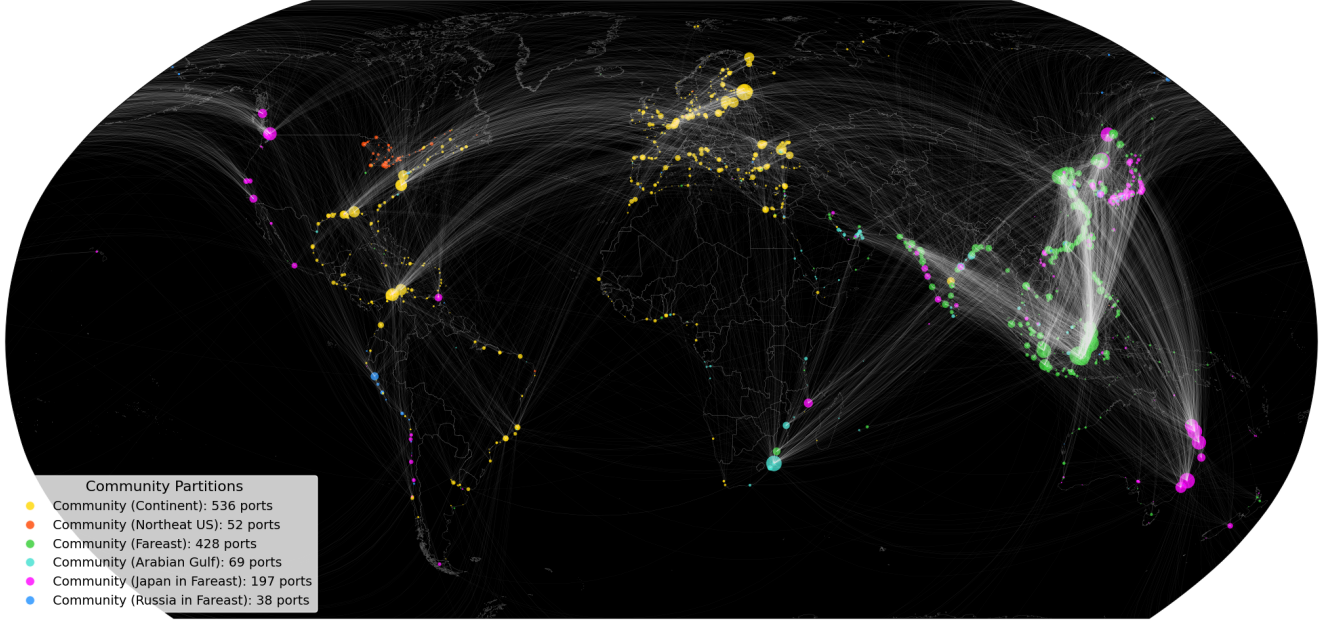 Community Partitions
Community (Continent): 536 ports
Community (Northeat US): 52 ports
Community (Fareast): 428 ports
Community (Arabian Gulf): 69 ports
Community (Japan in Fareast): 197 ports
Community (Russia in Fareast): 38 ports